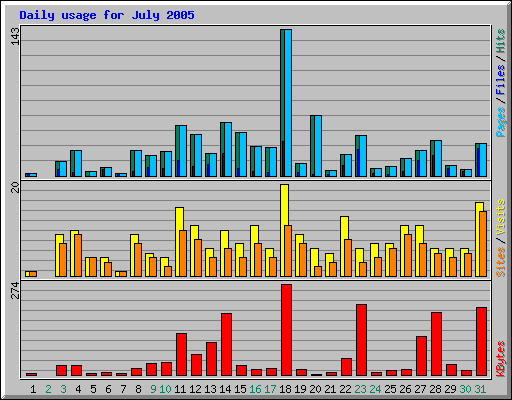 Daily usage for July 2005
143
Pages/Files/Hits
20
Sites/Visits
274
KBytes
1 2 3 4 5 6 7 8 9 10 11 12 13 14 15 16 17 18 19 20 21 22 23 24 25 26 27 28 29 30 31